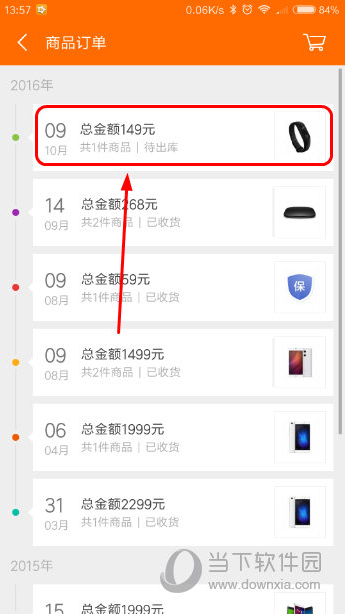 13:57 0.06K/s 84%
商品订单
2016年
09 总金额149元
10月 共1件商品 | 待出库
14 总金额268元
09月 共2件商品 | 已收货
09 总金额59元
08月 共1件商品 | 已收货
保
09 总金额1499元
08月 共2件商品 | 已收货
06 总金额1999元
04月 共1件商品 | 已收货
31 总金额2299元
03月 共1件商品 | 已收货
2015年
15 总金额1999元
当下软件园
www.downxia.com